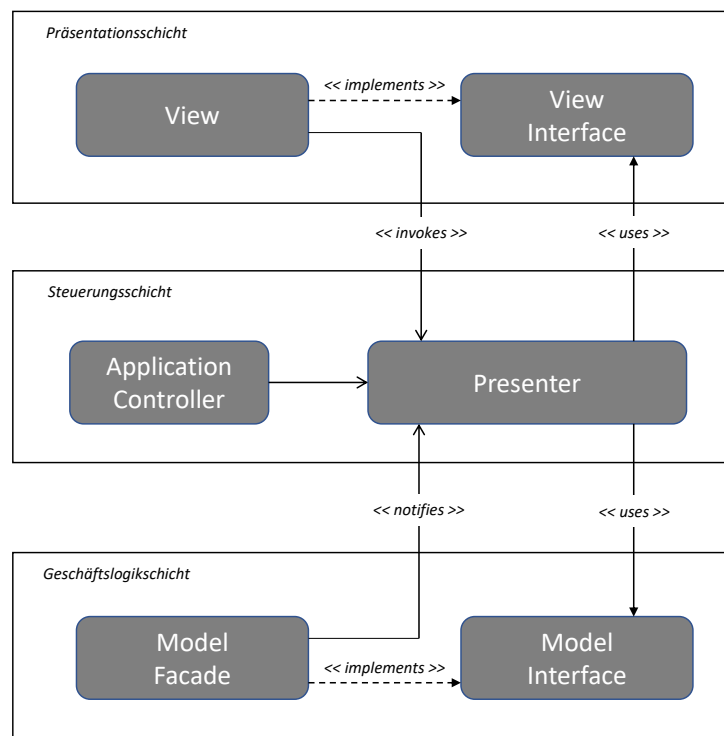 Präsentationsschicht
View
<< implements >>
View
Interface
<< invokes >>
<< uses >>
Steuerungsschicht
Application
Controller
Presenter
<< notifies >>
<< uses >>
Geschäftslogikschicht
Model
Facade
<< implements >>
Model
Interface